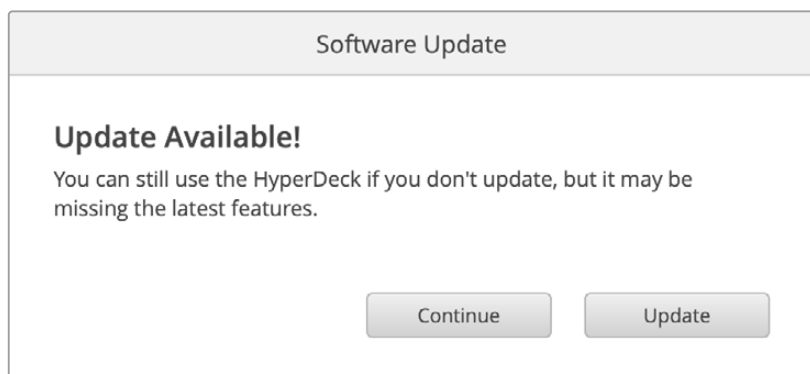 Software Update
Update Available!
You can still use the HyperDeck if you don't update, but it may be
missing the latest features.
Continue
Update